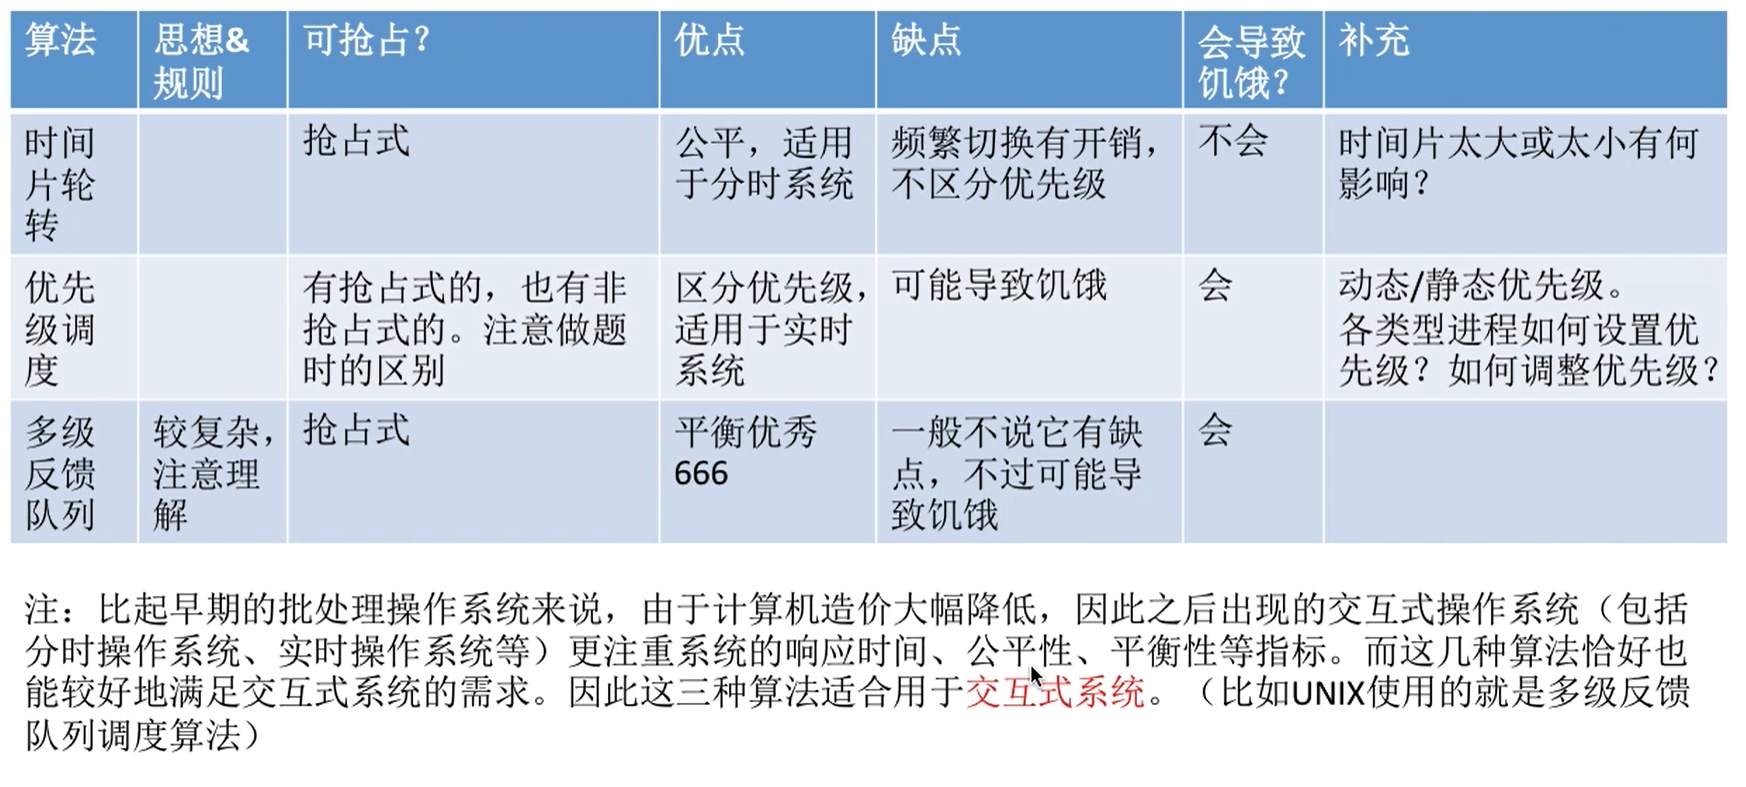 算法
思想&
规则
可抢占？
优点
缺点
会导致
饥饿？
补充
时间
片轮
转
抢占式
公平，适用
于分时系统
频繁切换有开销，
不区分优先级
不会
时间片太大或太小有何
影响？
优先
级调
度
有抢占式的，也有非
抢占式的。注意做题
时的区别
区分优先级，
适用于实时
系统
可能导致饥饿
会
动态/静态优先级。
各类型进程如何设置优
先级？如何调整优先级？
多级
反馈
队列
较复杂，
注意理
解
抢占式
平衡优秀
666
一般不说它有缺
点，不过可能导
致饥饿
会
注：比起早期的批处理操作系统来说，由于计算机造价大幅降低，因此之后出现的交互式操作系统（包括
分时操作系统、实时操作系统等）更注重系统的响应时间、公平性、平衡性等指标。而这几种算法恰好也
能较好地满足交互式系统的需求。因此这三种算法适合用于交互式系统。（比如UNIX使用的就是多级反馈
队列调度算法）